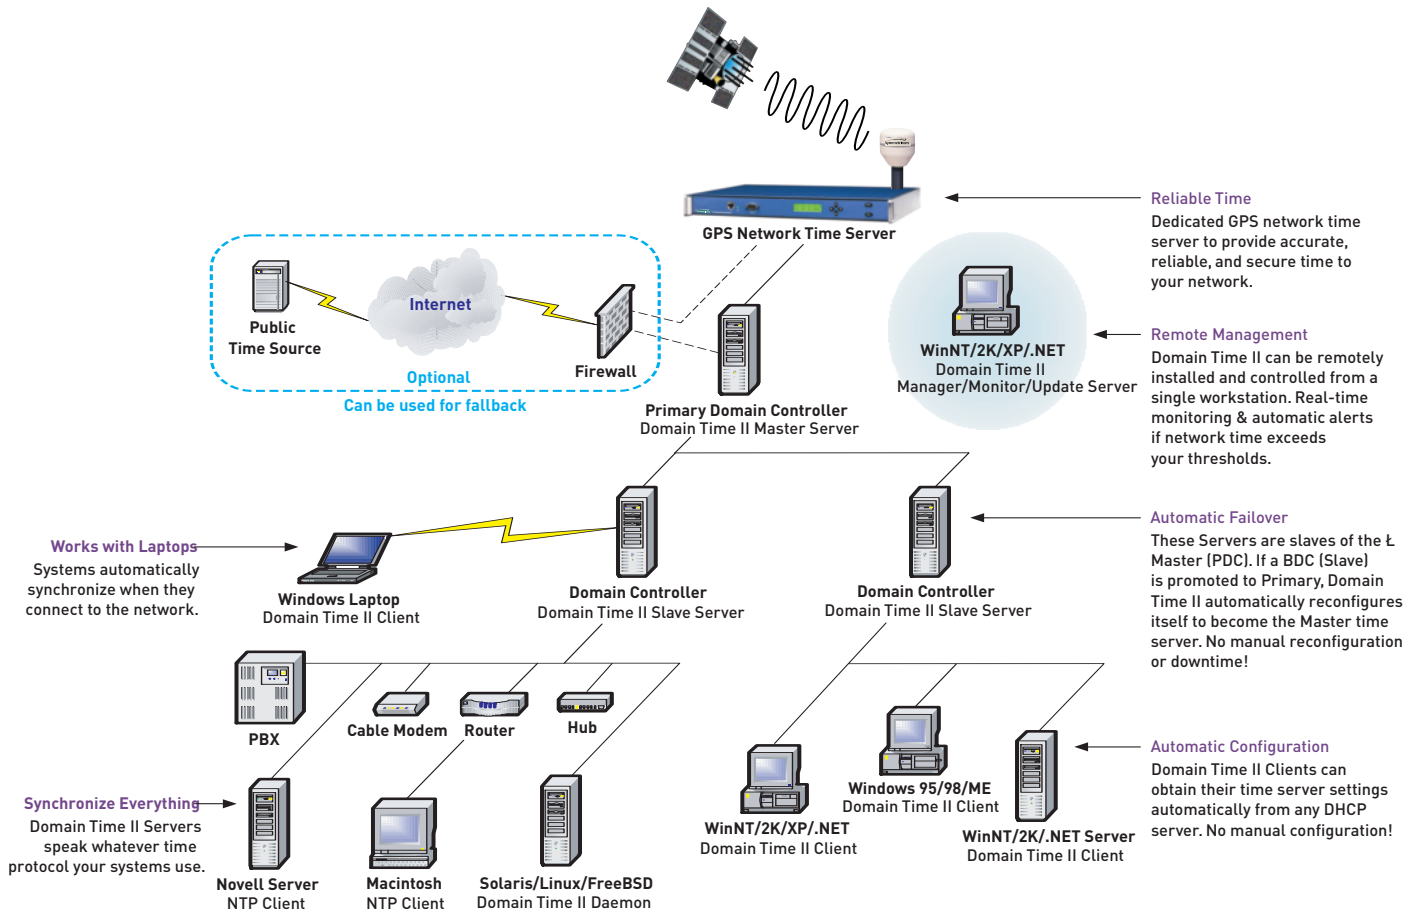 GPS Network Time Server
Reliable Time
Dedicated GPS network time
server to provide accurate,
reliable, and secure time to
your network.
Public
Time Source
Internet
Firewall
Optional
Can be used for fallback
Primary Domain Controller
Domain Time II Master Server
WinNT/2K/XP/.NET
Domain Time II
Manager/Monitor/Update Server
Remote Management
Domain Time II can be remotely
installed and controlled from a
single workstation. Real-time
monitoring & automatic alerts
if network time exceeds
your thresholds.
Works with Laptops
Systems automatically
synchronize when they
connect to the network.
Windows Laptop
Domain Time II Client
Domain Controller
Domain Time II Slave Server
Domain Controller
Domain Time II Slave Server
Automatic Failover
These Servers are slaves of the Ł
Master (PDC). If a BDC (Slave)
is promoted to Primary, Domain
Time II automatically reconfigures
itself to become the Master time
server. No manual reconfiguration
or downtime!
PBX
Cable Modem
Router
Hub
Synchronize Everything
Domain Time II Servers
speak whatever time
protocol your systems use.
Novell Server
NTP Client
Macintosh
NTP Client
Solaris/Linux/FreeBSD
Domain Time II Daemon
WinNT/2K/XP/.NET
Domain Time II Client
Windows 95/98/ME
Domain Time II Client
WinNT/2K/.NET Server
Domain Time II Client
Automatic Configuration
Domain Time II Clients can
obtain their time server settings
automatically from any DHCP
server. No manual configuration!